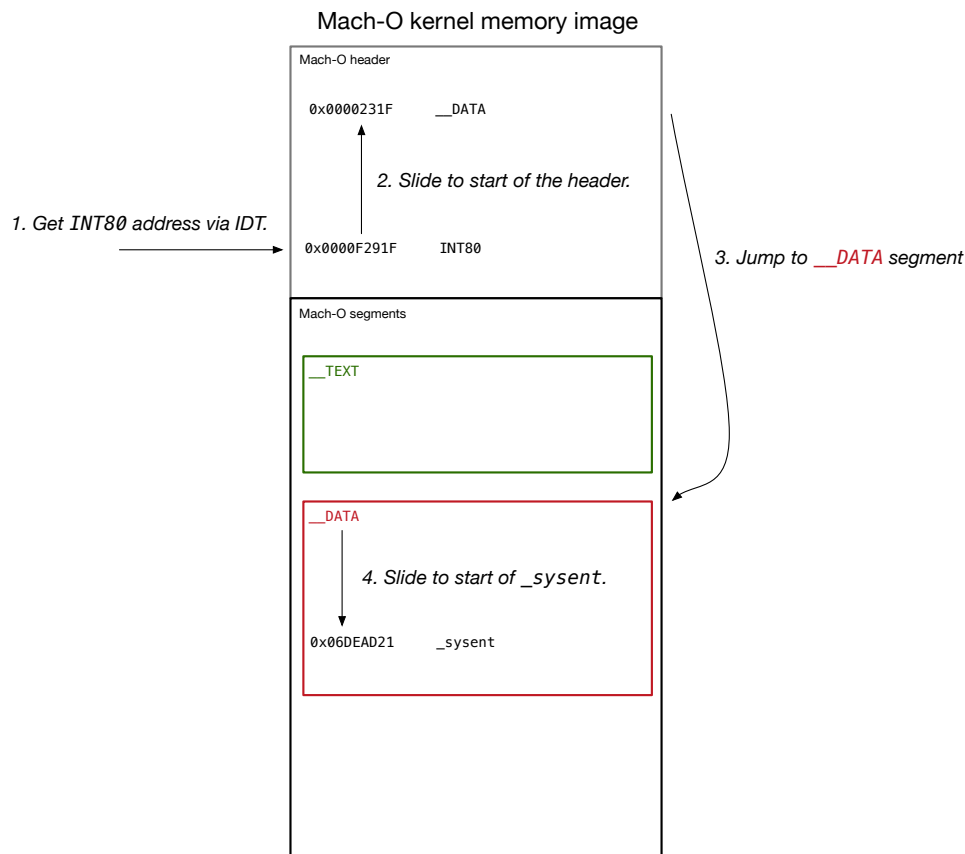 Mach-O kernel memory image
Mach-O header
0x0000231F __DATA
2. Slide to start of the header.
1. Get INT80 address via IDT.
0x0000F291F INT80
3. Jump to __DATA segment
Mach-O segments
__TEXT
__DATA
4. Slide to start of _sysent.
0x06DEAD21 _sysent